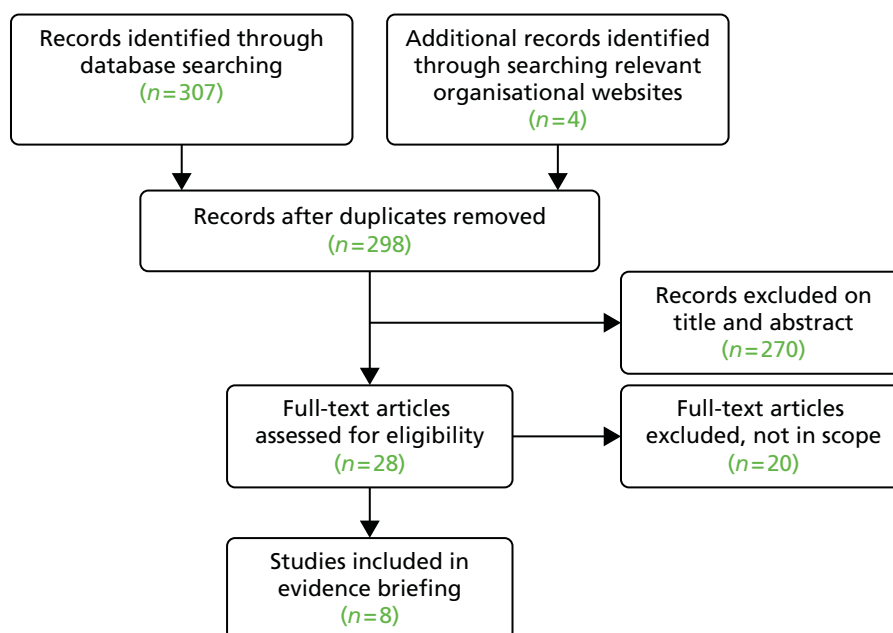 Records identified through
database searching
(n=307)
Additional records identified
through searching relevant
organisational websites
(n=4)
Records after duplicates removed
(n=298)
Records excluded on
title and abstract
(n=270)
Full-text articles
assessed for eligibility
(n=28)
Full-text articles
excluded, not in scope
(n=20)
Studies included in
evidence briefing
(n=8)